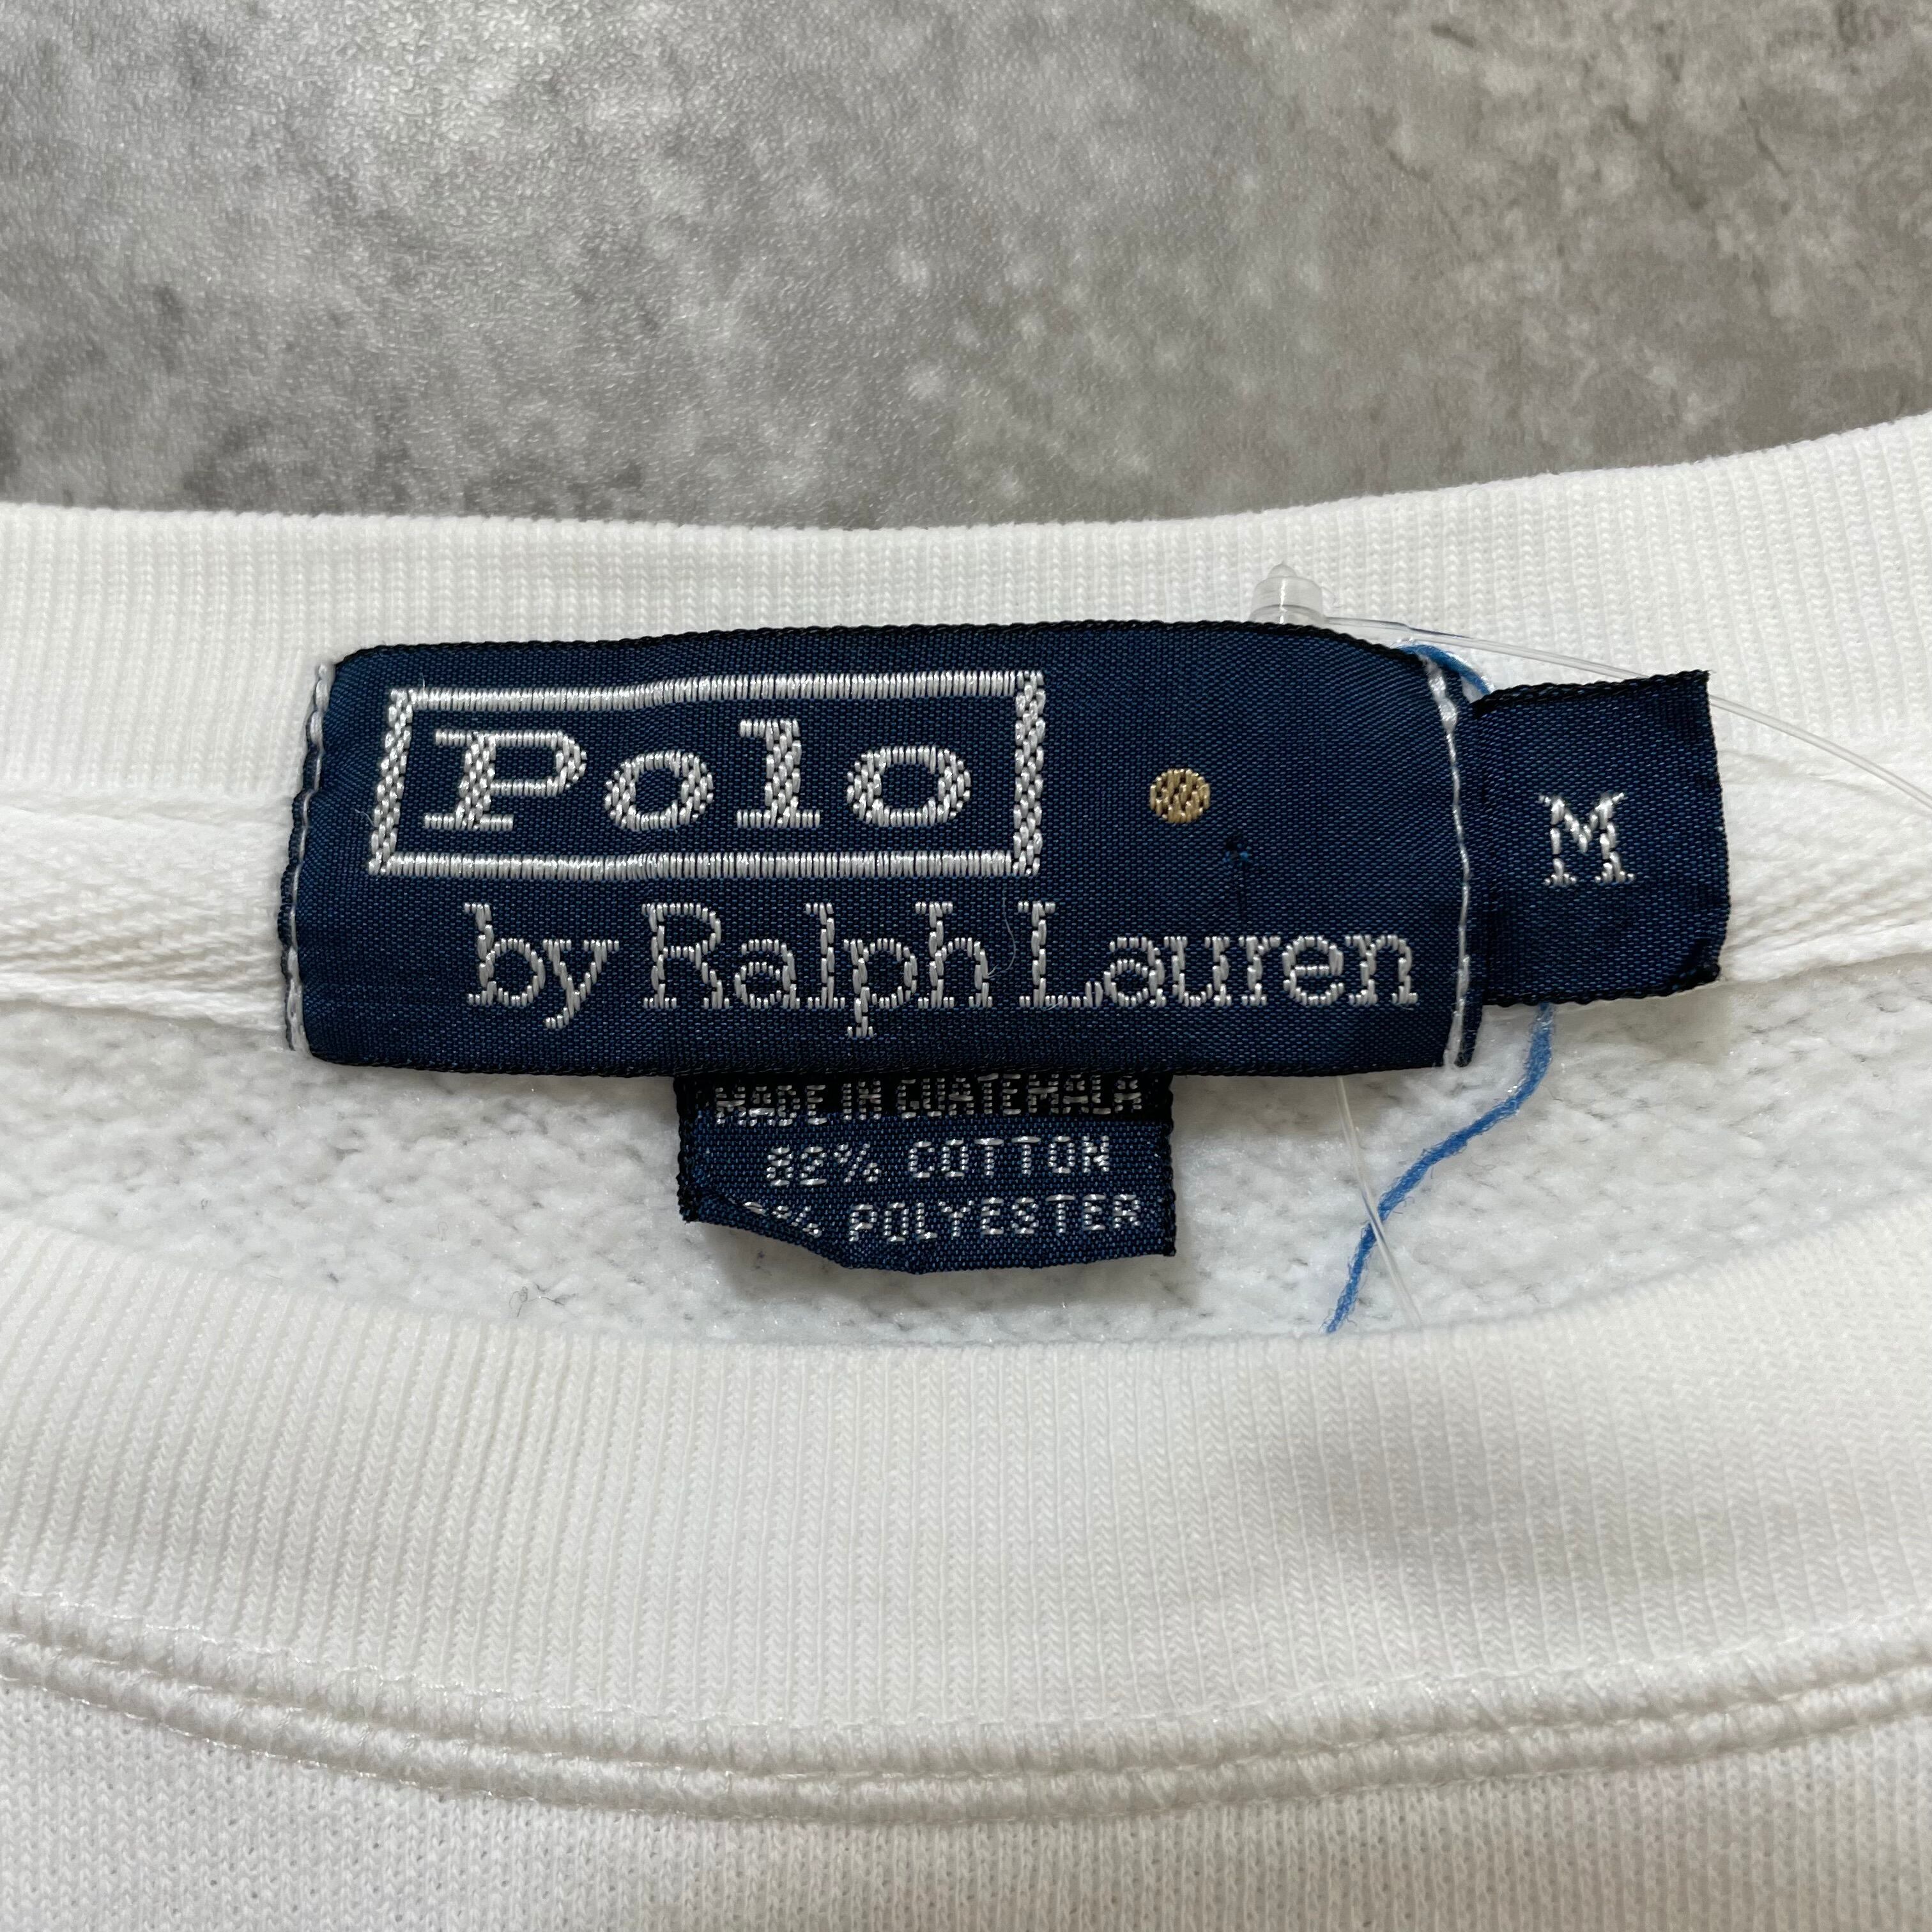 Polo
by Ralph Lauren
M
MADE IN GUATEMALA
82% COTTON
% POLYESTER